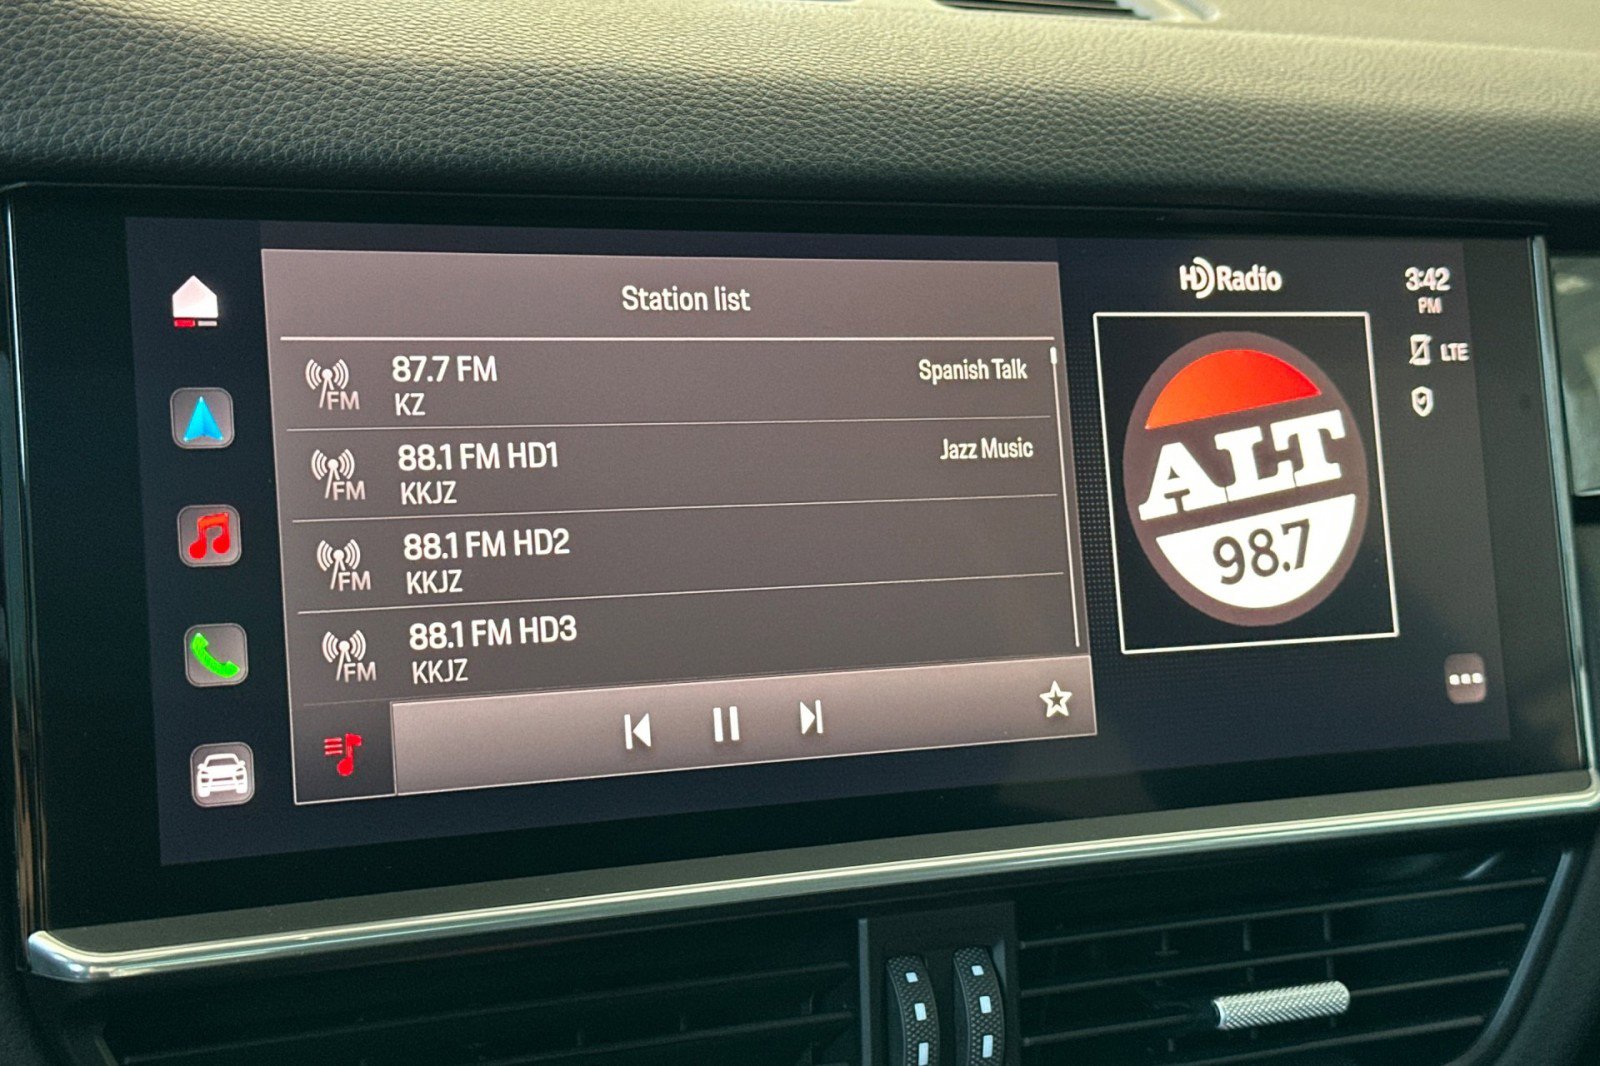 Station list
87.7 FM
KZ
Spanish Talk
FM
88.1 FM HD1
KKJZ
Jazz Music
FM
88.1 FM HD2
KKJZ
FM
88.1 FM HD3
KKJZ
FM
HD Radio
ALT
98.7
3:42
PM
LTE